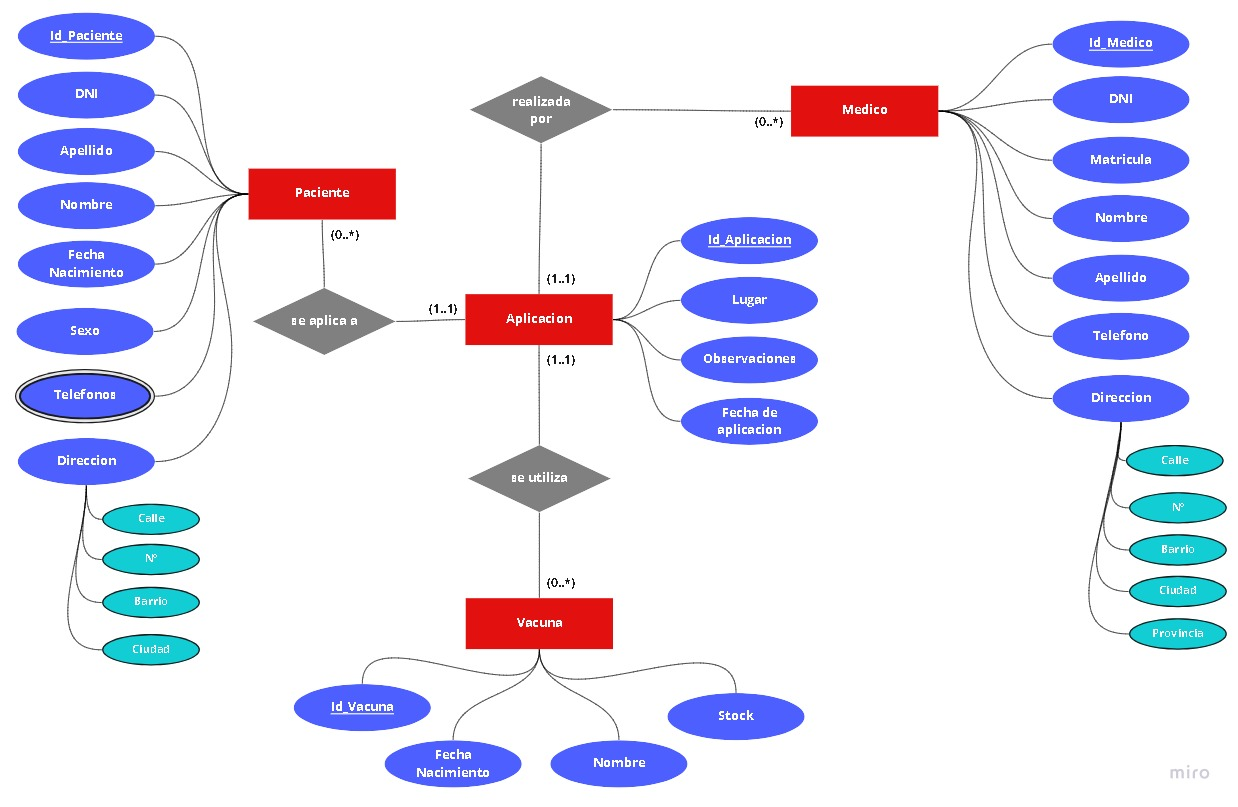 Id_Paciente
DNI
Apellido
Nombre
Fecha
Nacimiento
Sexo
Telefonos
Direccion
Calle
Nº
Barrio
Ciudad
Paciente
(0..*)
se aplica a
(1..1)
realizada
por
(0..*)
Medico
(1..1)
Aplicacion
(1..1)
Id_Aplicacion
Lugar
Observaciones
Fecha de
aplicacion
se utiliza
(0..*)
Vacuna
Id_Vacuna
Fecha
Nacimiento
Nombre
Stock
Id_Medico
DNI
Matricula
Nombre
Apellido
Telefono
Direccion
Calle
Nº
Barrio
Ciudad
Provincia
miro